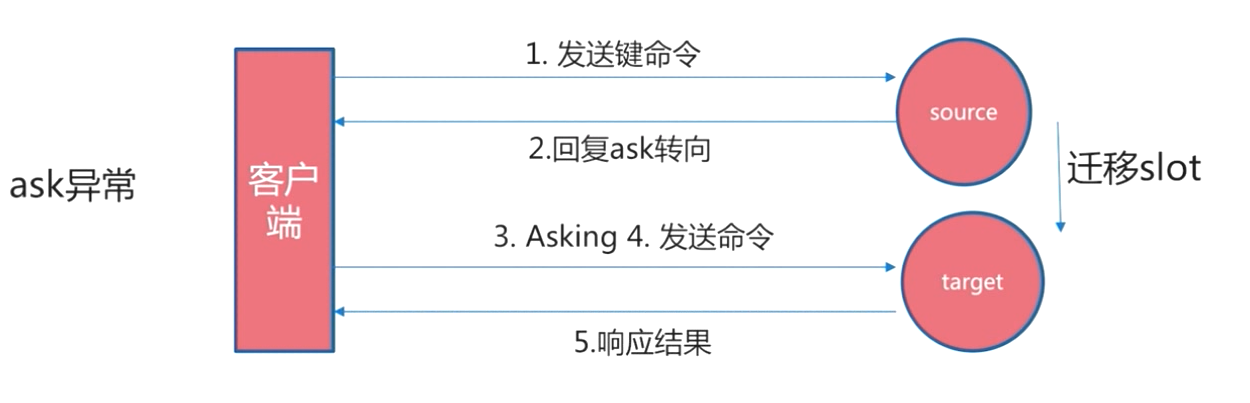 1. 发送键命令
source
2.回复ask转向
迁移slot
ask异常
客户
端
3. Asking 4. 发送命令
target
5.响应结果